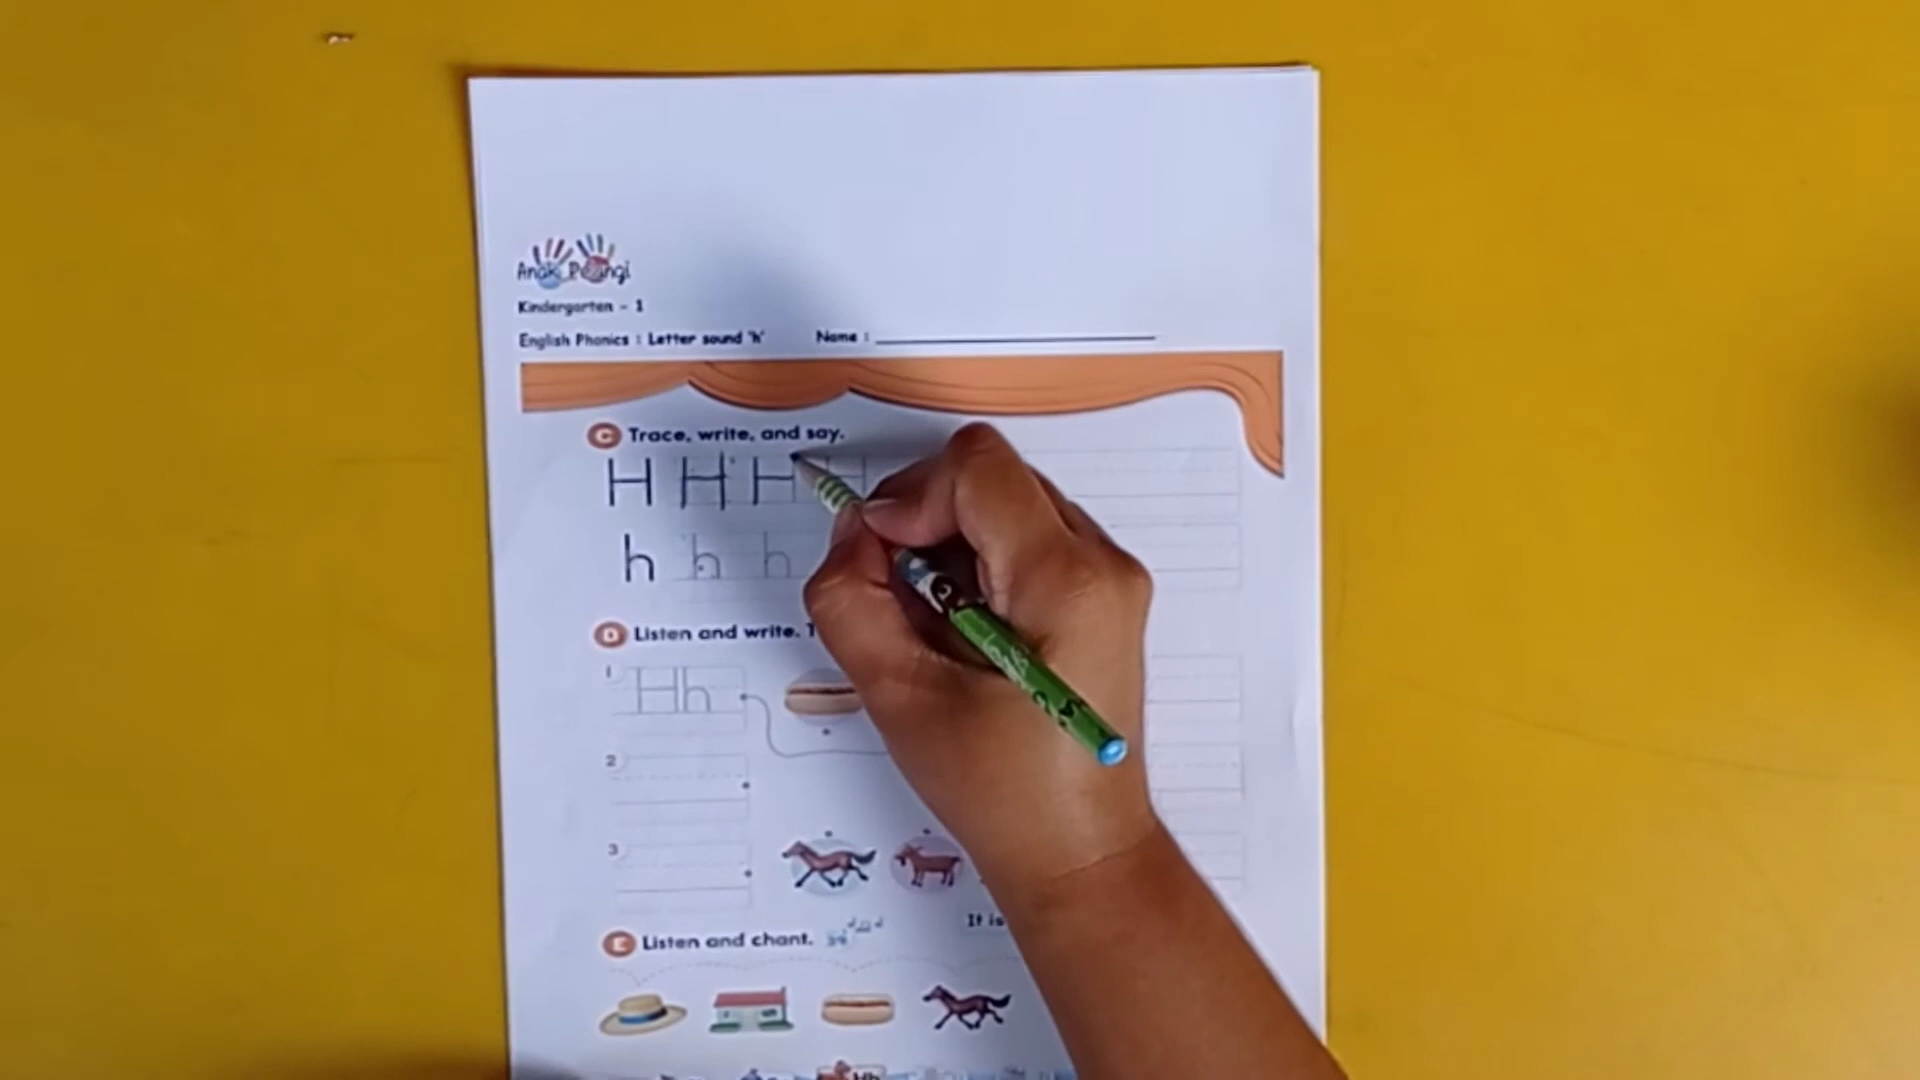 Anak Pelangi
Kindergarten - 1
English Phonics : Letter sound 'h' Name :
C Trace, write, and say.
H H H H
h h h
D Listen and write.
1 Hh
2
3
It is
E Listen and chant.
Hh